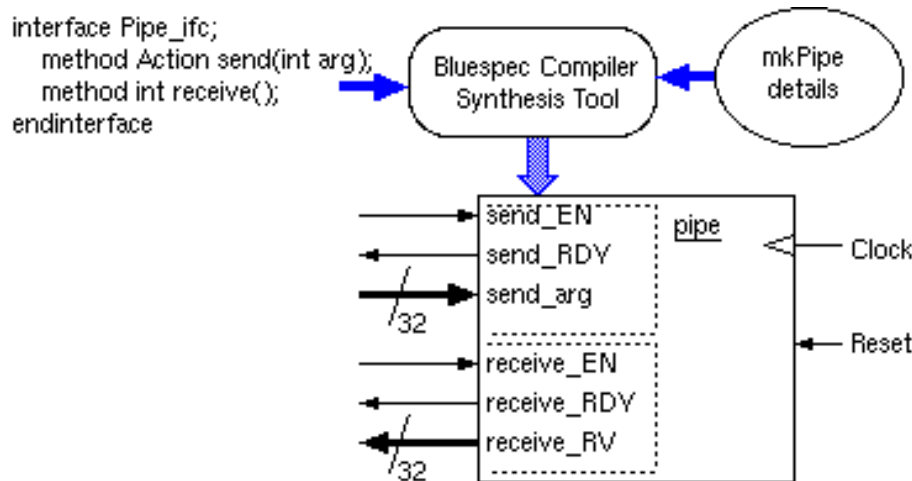 interface Pipe_ifc;
method Action send(int arg);
method int receive();
endinterface
Bluespec Compiler
Synthesis Tool
mkPipe
details
send_EN
send_RDY
send_arg
32
receive_EN
receive_RDY
receive_RV
32
pipe
Clock
Reset